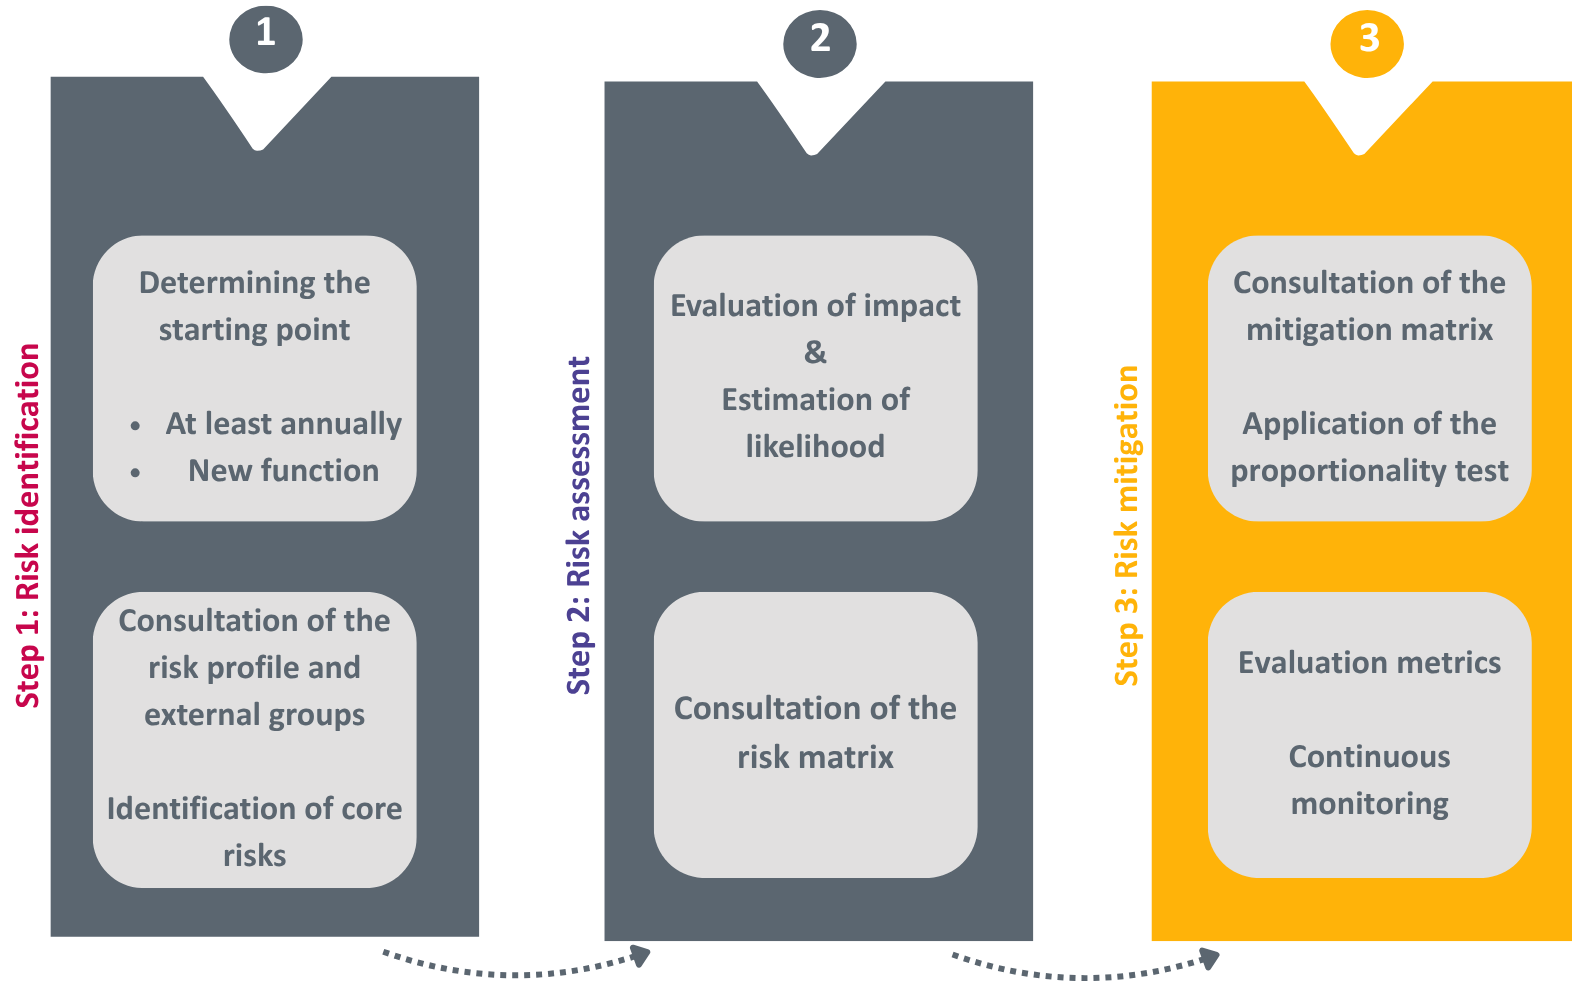 1
Step 1: Risk identification
Determining the
starting point
• At least annually
• New function
Consultation of the
risk profile and
external groups
Identification of core
risks
2
Step 2: Risk assessment
Evaluation of impact
&
Estimation of
likelihood
Consultation of the
risk matrix
3
Step 3: Risk mitigation
Consultation of the
mitigation matrix
Application of the
proportionality test
Evaluation metrics
Continuous
monitoring